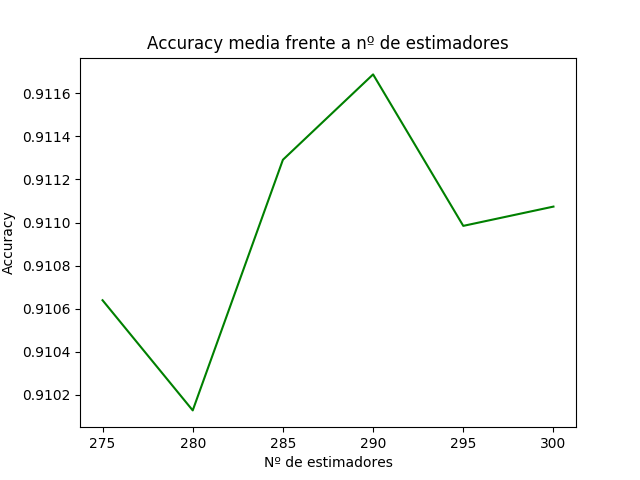 Accuracy media frente a nº de estimadores
0.9116
0.9114
0.9112
0.9110
0.9108
0.9106
0.9104
0.9102
Accuracy
275 280 285 290 295 300
Nº de estimadores